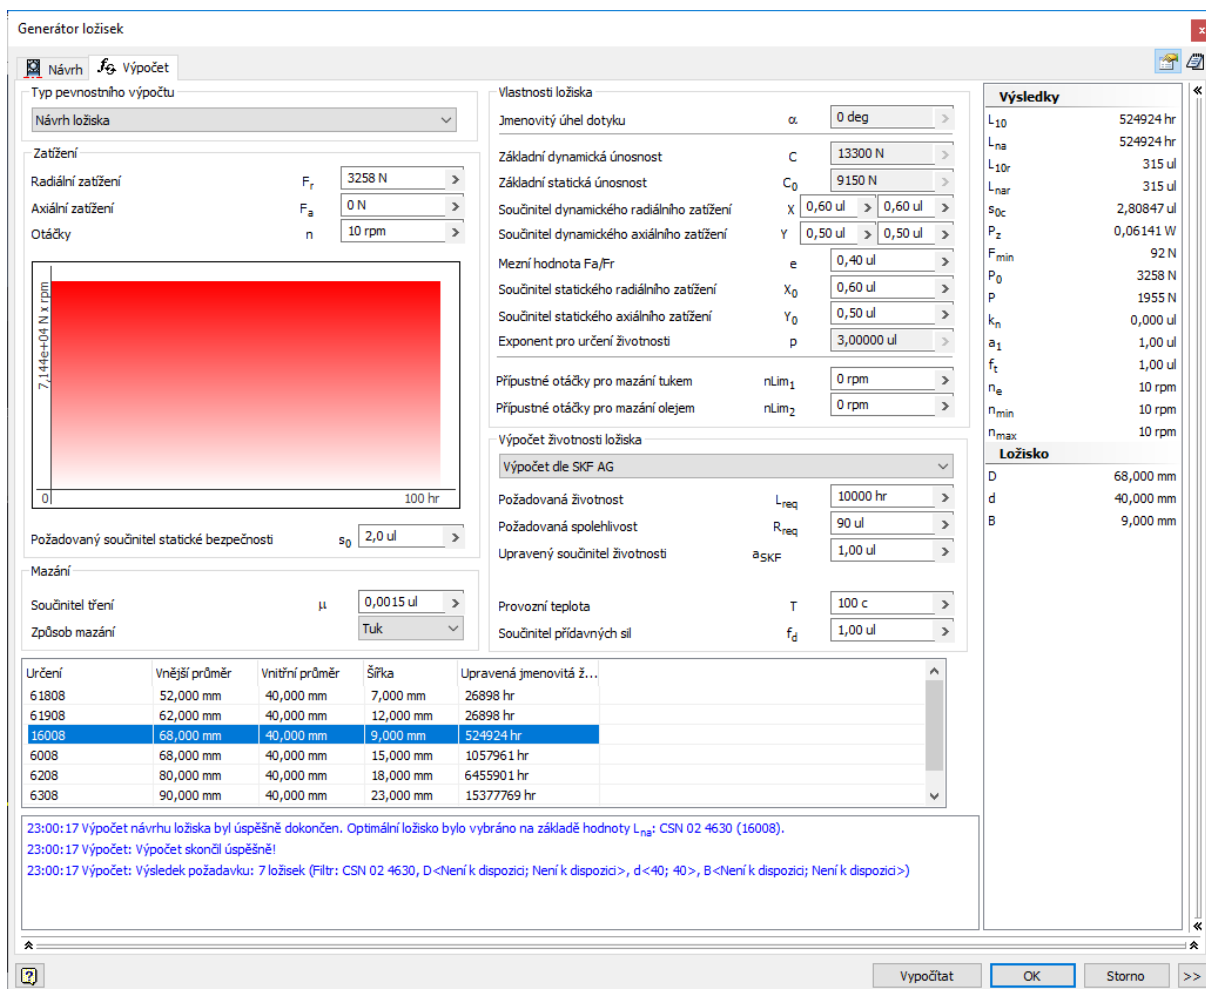 Generátor ložisek
x
Návrh
Výpočet
Typ pevnostního výpočtu
Návrh ložiska
Zatížení
Radiální zatížení Fr 3258 N >
Axiální zatížení Fa 0 N >
Otáčky n 10 rpm >
7,144e+04 N x rpm
0 100 hr
Požadovaný součinitel statické bezpečnosti s0 2,0 ul >
Mazání
Součinitel tření μ 0,0015 ul >
Způsob mazání Tuk
Vlastnosti ložiska
Jmenovitý úhel dotyku α 0 deg >
Základní dynamická únosnost C 13300 N >
Základní statická únosnost C0 9150 N >
Součinitel dynamického radiálního zatížení X 0,60 ul > 0,60 ul >
Součinitel dynamického axiálního zatížení Y 0,50 ul > 0,50 ul >
Mezní hodnota Fa/Fr e 0,40 ul >
Součinitel statického radiálního zatížení X0 0,60 ul >
Součinitel statického axiálního zatížení Y0 0,50 ul >
Exponent pro určení životnosti p 3,00000 ul >
Přípustné otáčky pro mazání tukem nLim1 0 rpm >
Přípustné otáčky pro mazání olejem nLim2 0 rpm >
Výpočet životnosti ložiska
Výpočet dle SKF AG
Požadovaná životnost Lreq 10000 hr >
Požadovaná spolehlivost Rreq 90 ul >
Upravený součinitel životnosti aSKF 1,00 ul >
Provozní teplota T 100 c >
Součinitel přídavných sil fd 1,00 ul >
Výsledky
L10 524924 hr
Lna 524924 hr
L10r 315 ul
Lnar 315 ul
s0c 2,80847 ul
Pz 0,06141 W
Fmin 92 N
P0 3258 N
P 1955 N
kn 0,000 ul
a1 1,00 ul
ft 1,00 ul
ne 10 rpm
nmin 10 rpm
nmax 10 rpm
Ložisko
D 68,000 mm
d 40,000 mm
B 9,000 mm
Určení Vnější průměr Vnitřní průměr Šířka Upravená jmenovitá ž...
61808 52,000 mm 40,000 mm 7,000 mm 26898 hr
61908 62,000 mm 40,000 mm 12,000 mm 26898 hr
16008 68,000 mm 40,000 mm 9,000 mm 524924 hr
6008 68,000 mm 40,000 mm 15,000 mm 1057961 hr
6208 80,000 mm 40,000 mm 18,000 mm 6455901 hr
6308 90,000 mm 40,000 mm 23,000 mm 15377769 hr
23:00:17 Výpočet návrhu ložiska byl úspěšně dokončen. Optimální ložisko bylo vybráno na základě hodnoty Lna: CSN 02 4630 (16008).
23:00:17 Výpočet: Výpočet skončil úspěšně!
23:00:17 Výpočet: Výsledek požadavku: 7 ložisek (Filtr: CSN 02 4630, D<Není k dispozici; Není k dispozici>, d<40; 40>, B<Není k dispozici; Není k dispozici>)
? Vypočítat OK Storno >>